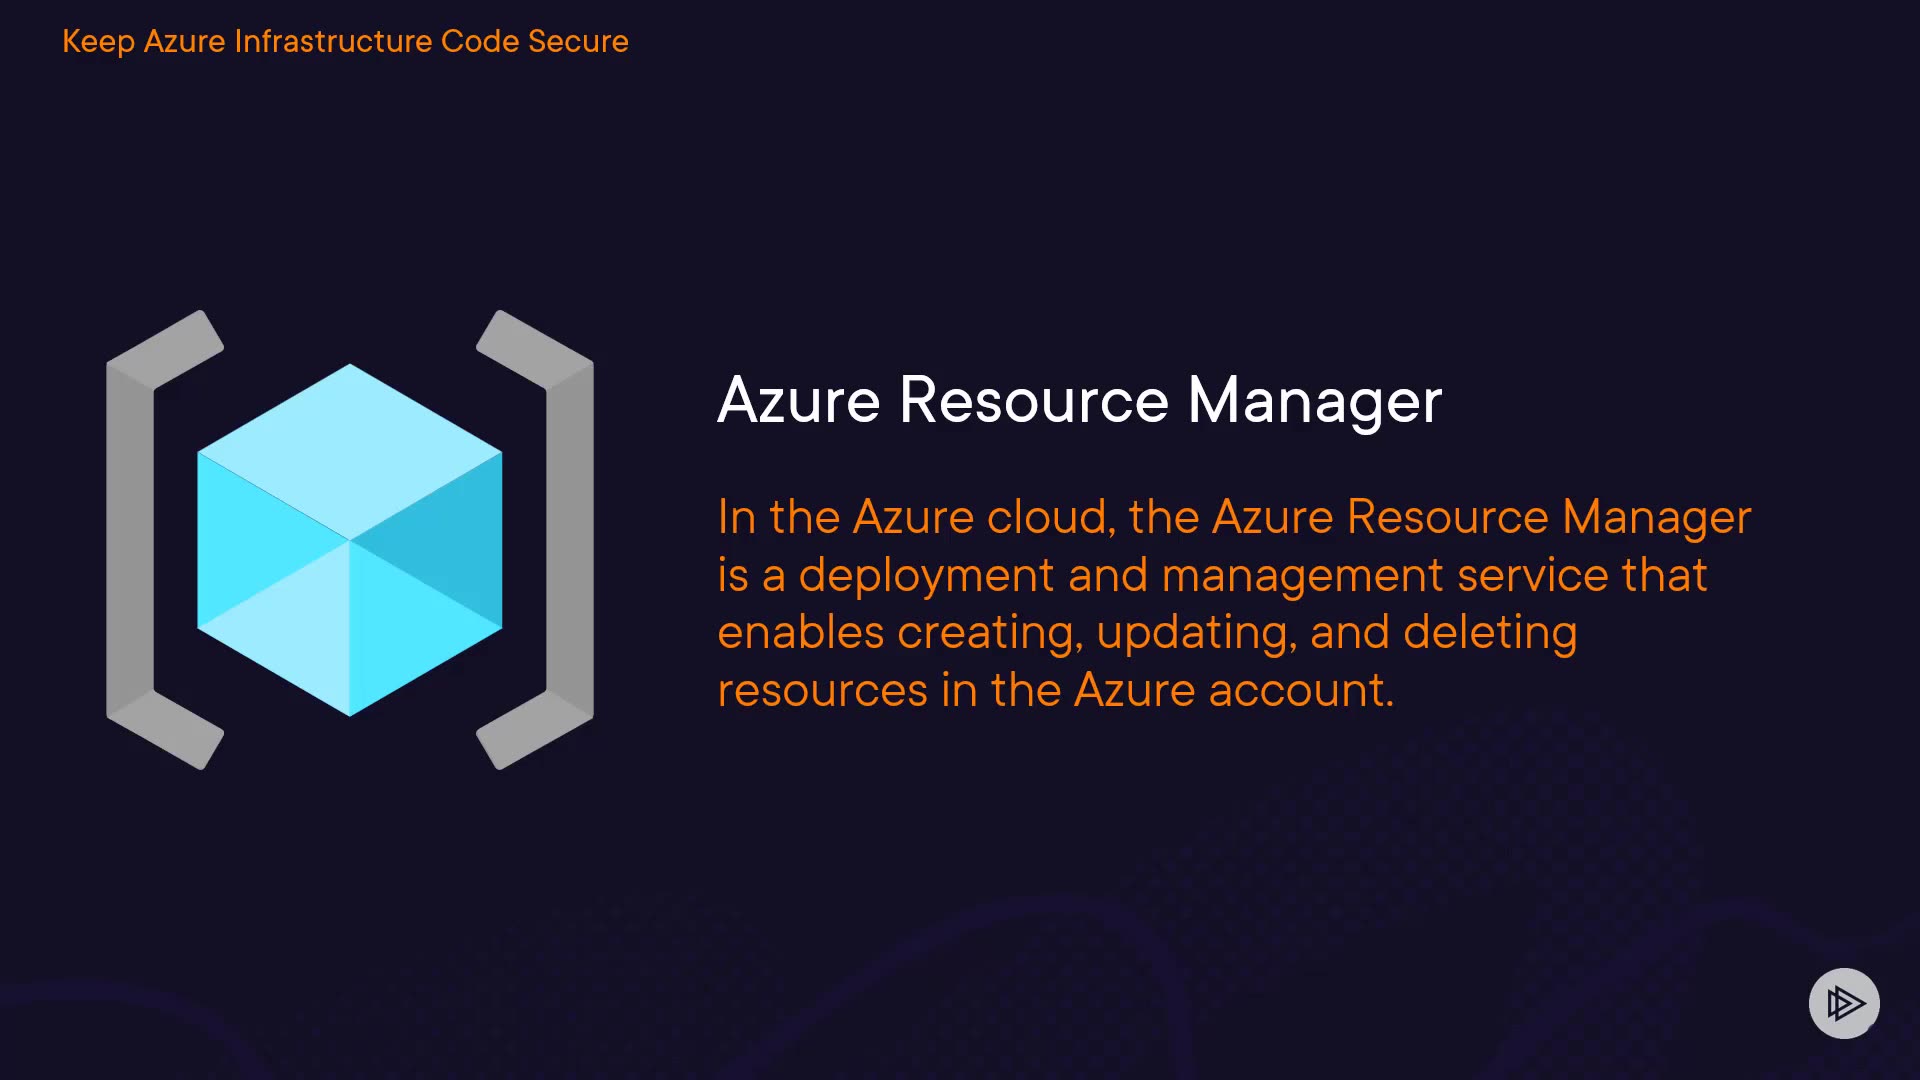 Keep Azure Infrastructure Code Secure
Azure Resource Manager
In the Azure cloud, the Azure Resource Manager
is a deployment and management service that
enables creating, updating, and deleting
resources in the Azure account.